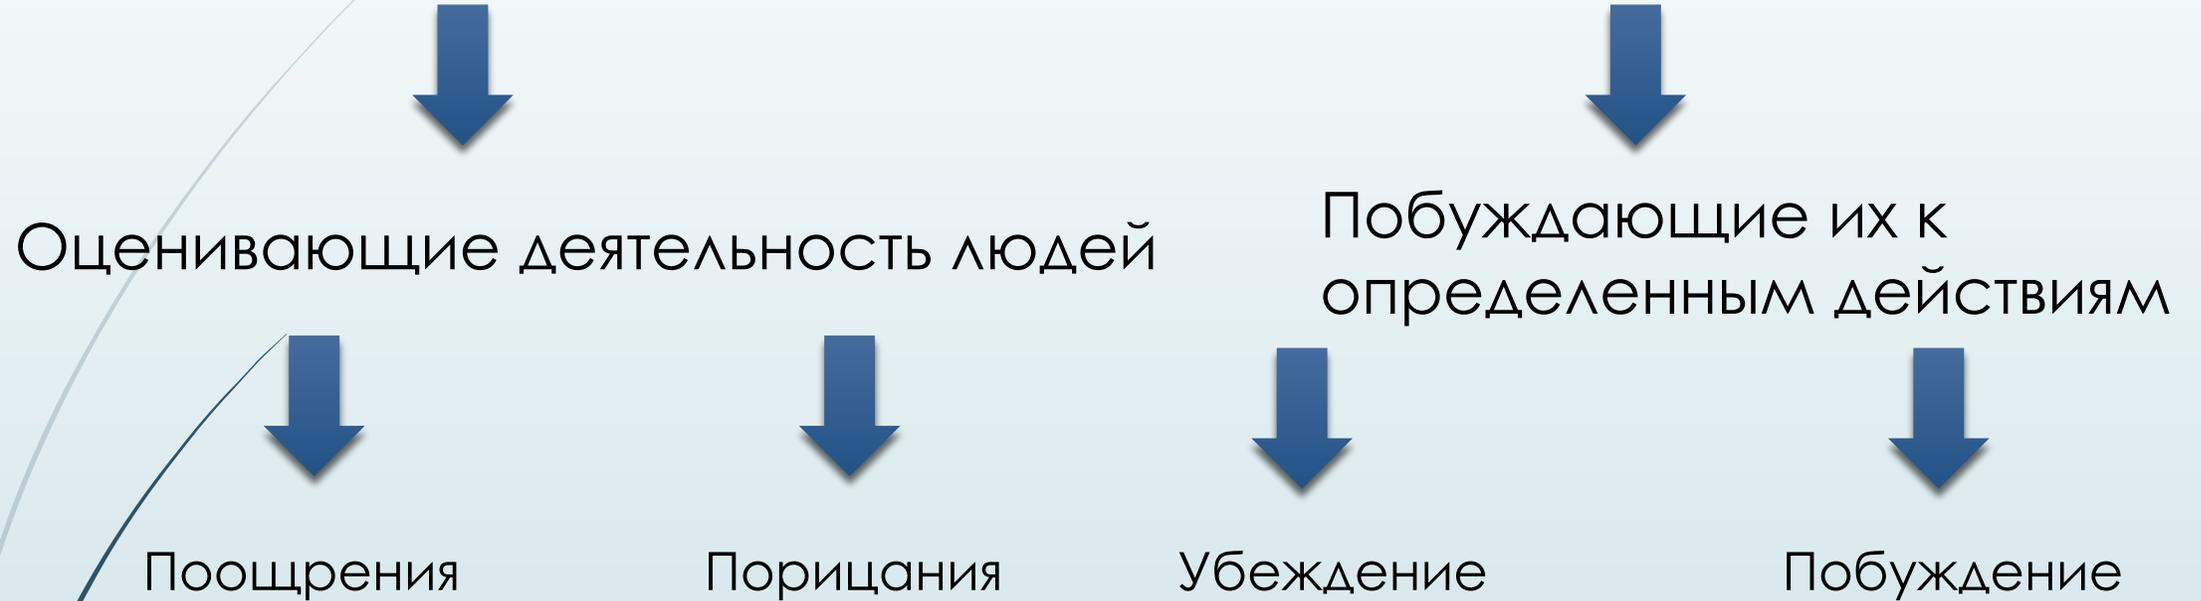 Оценивающие деятельность людей
Побуждающие их к
определенным действиям
Поощрения
Порицания
Убеждение
Побуждение